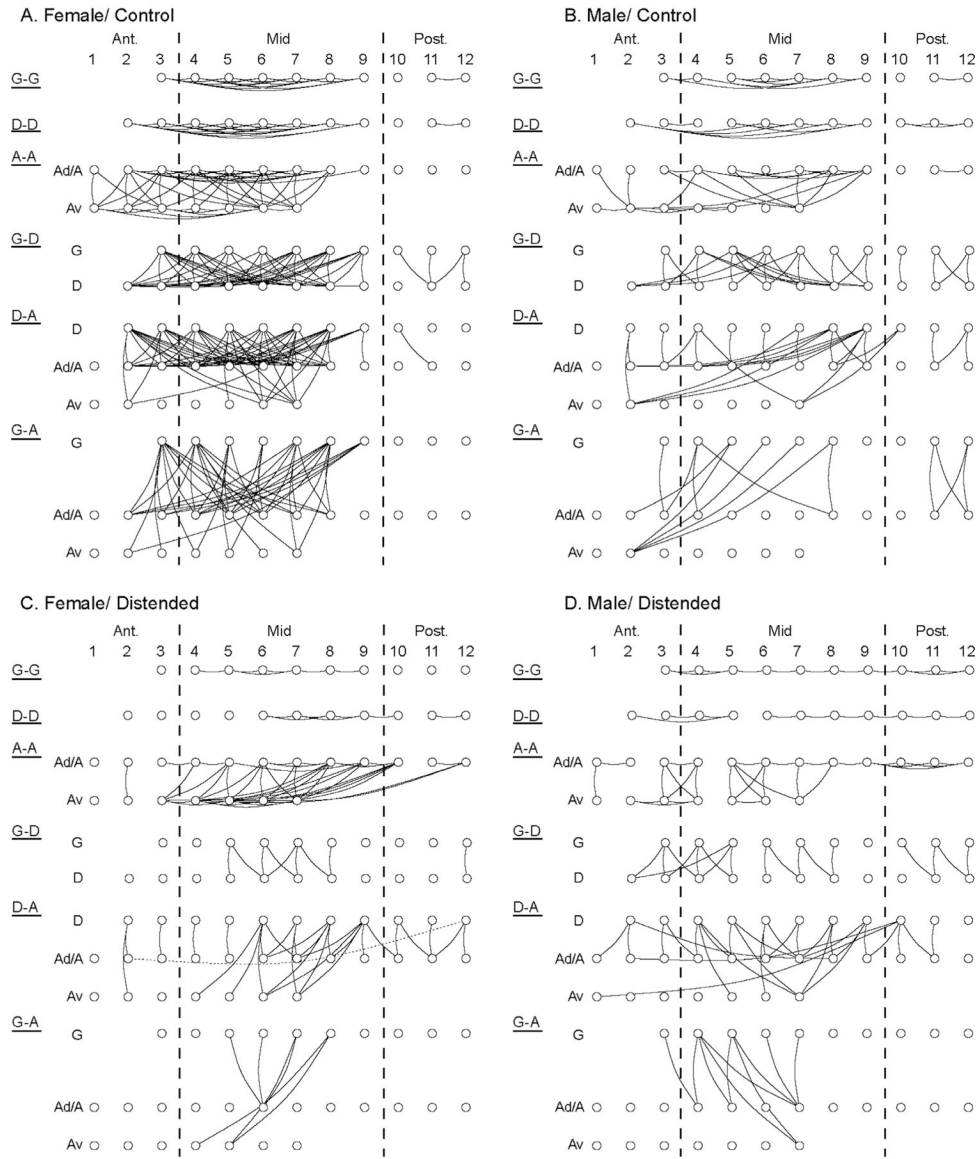 A. Female/ Control
Ant. Mid Post.
1 2 3 4 5 6 7 8 9 10 11 12
G-G
D-D
A-A
Ad/A
Av
G-D
G
D
D-A
D
Ad/A
Av
G-A
G
Ad/A
Av
B. Male/ Control
Ant. Mid Post.
1 2 3 4 5 6 7 8 9 10 11 12
G-G
D-D
A-A
Ad/A
Av
G-D
G
D
D-A
D
Ad/A
Av
G-A
G
Ad/A
Av
C. Female/ Distended
Ant. Mid Post.
1 2 3 4 5 6 7 8 9 10 11 12
G-G
D-D
A-A
Ad/A
Av
G-D
G
D
D-A
D
Ad/A
Av
G-A
G
Ad/A
Av
D. Male/ Distended
Ant. Mid Post.
1 2 3 4 5 6 7 8 9 10 11 12
G-G
D-D
A-A
Ad/A
Av
G-D
G
D
D-A
D
Ad/A
Av
G-A
G
Ad/A
Av